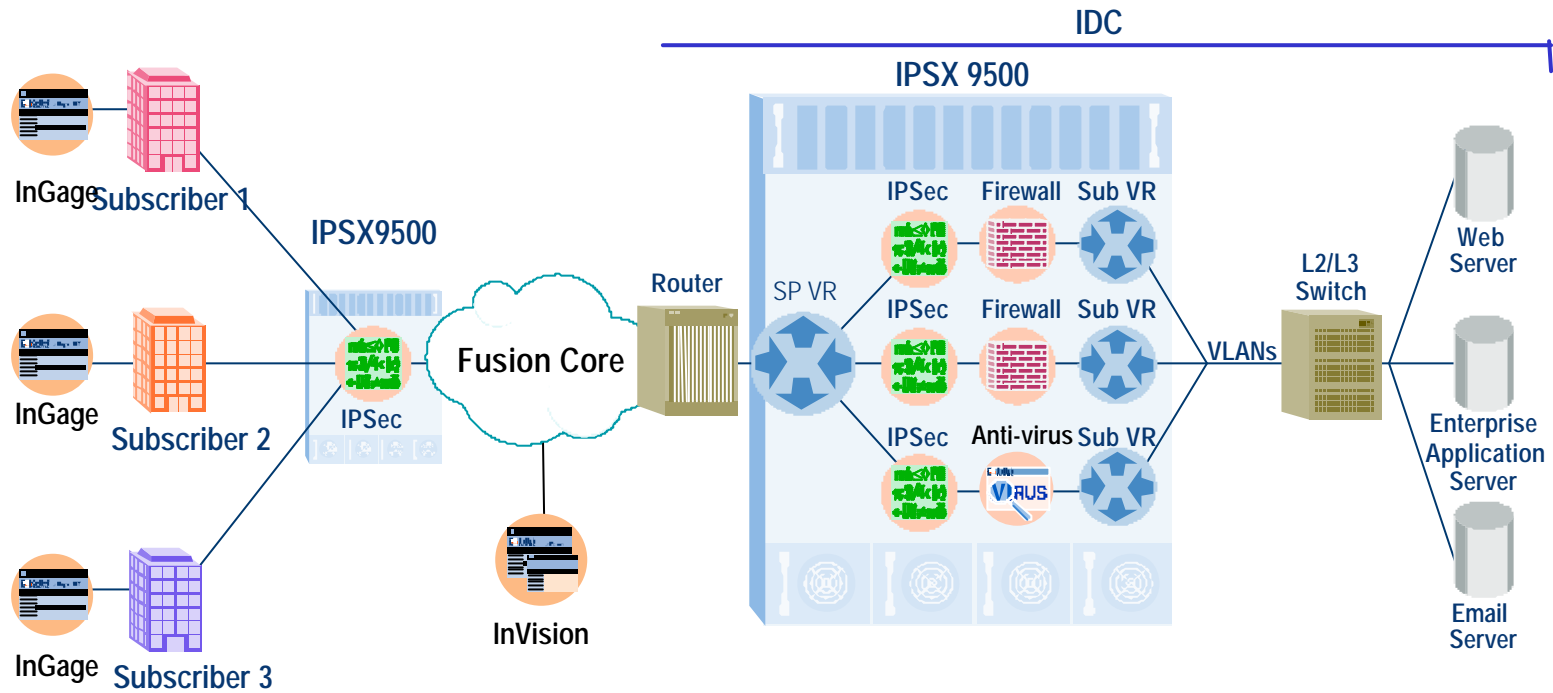 IDC
IPSX 9500
InGage
Subscriber 1
IPSX9500
IPSec
Firewall
Sub VR
Web
Server
Router
SP VR
L2/L3
Switch
InGage
Subscriber 2
IPSec
Fusion Core
IPSec
Firewall
Sub VR
VLANs
Enterprise
Application
Server
IPSec
Anti-virus
Sub VR
VIRUS
InVision
InGage
Subscriber 3
Email
Server